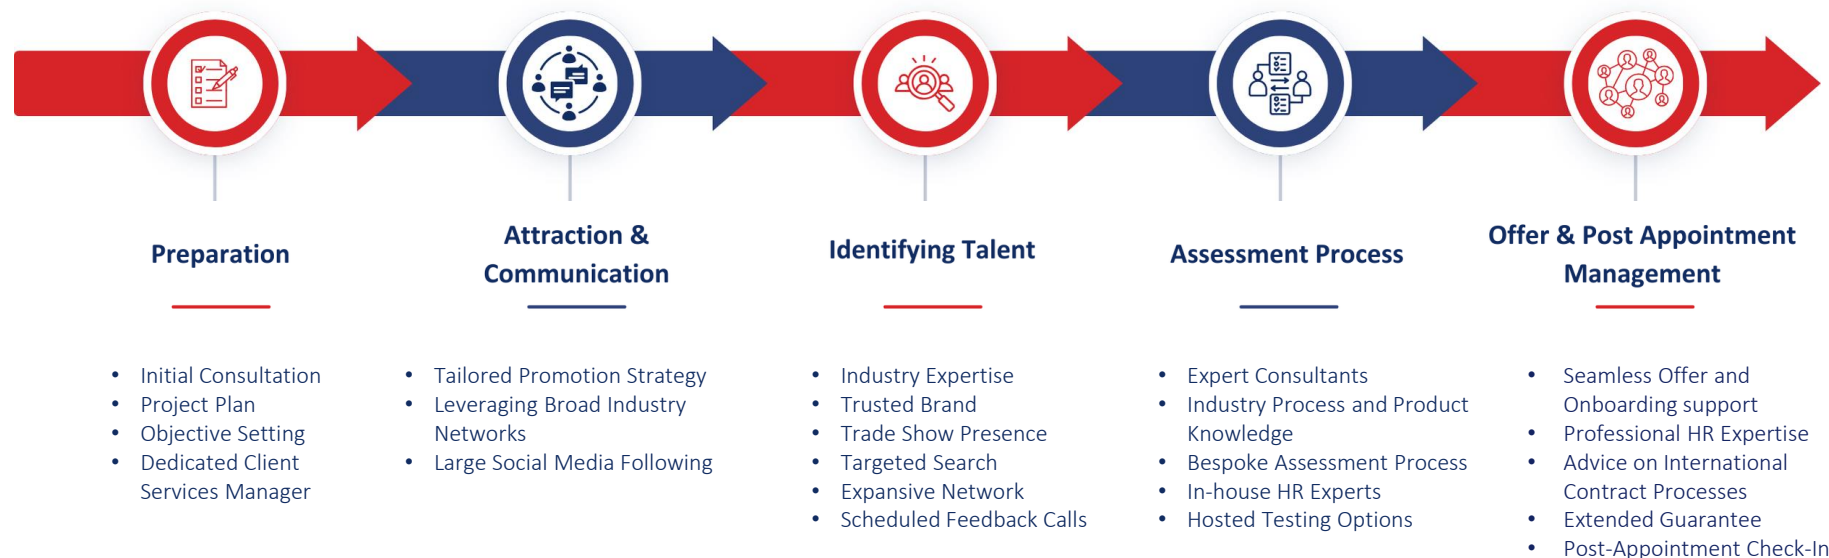 Preparation
Attraction &
Communication
Identifying Talent
Assessment Process
Offer & Post Appointment
Management
• Initial Consultation
• Project Plan
• Objective Setting
• Dedicated Client
Services Manager
• Tailored Promotion Strategy
• Leveraging Broad Industry
Networks
• Large Social Media Following
• Industry Expertise
• Trusted Brand
• Trade Show Presence
• Targeted Search
• Expansive Network
• Scheduled Feedback Calls
• Expert Consultants
• Industry Process and Product
Knowledge
• Bespoke Assessment Process
• In-house HR Experts
• Hosted Testing Options
• Seamless Offer and
Onboarding support
• Professional HR Expertise
• Advice on International
Contract Processes
• Extended Guarantee
• Post-Appointment Check-In